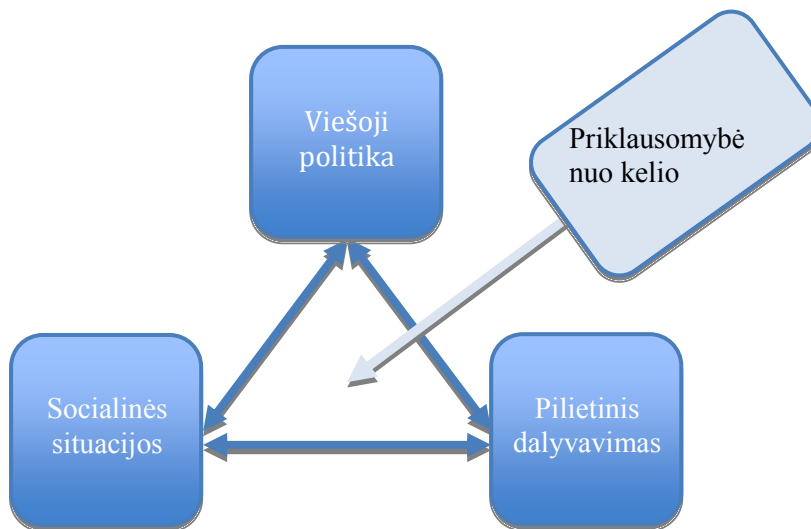 Viešoji
politika
Priklausomybė
nuo kelio
Socialinės
situacijos
Pilietinis
dalyvavimas